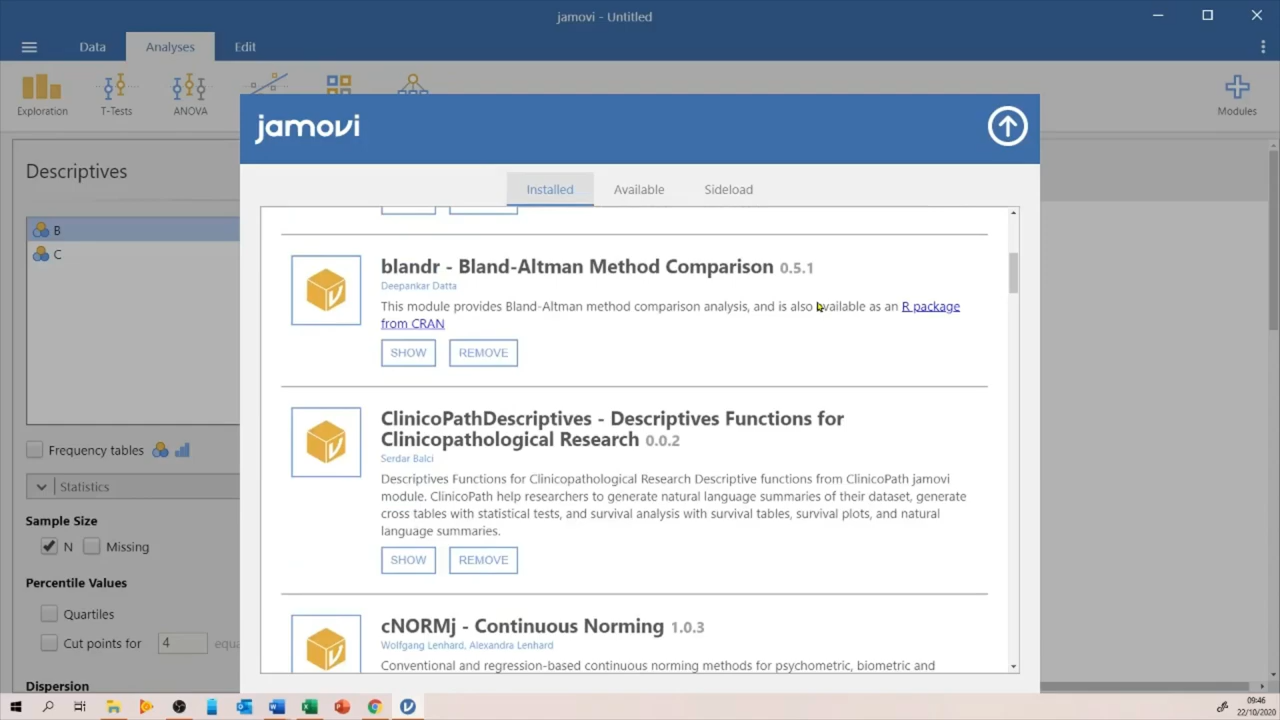 jamovi - Untitled
Data
Analyses
Edit
Exploration
T-Tests
ANOVA
Modules
jamovi
Descriptives
Installed
Available
Sideload
B
C
blandr - Bland-Altman Method Comparison 0.5.1
Deepankar Datta
This module provides Bland-Altman method comparison analysis, and is also available as an R package
from CRAN
SHOW
REMOVE
ClinicoPathDescriptives - Descriptives Functions for
Clinicopathological Research 0.0.2
Serdar Balci
Descriptives Functions for Clinicopathological Research Descriptive functions from ClinicoPath jamovi
module. ClinicoPath help researchers to generate natural language summaries of their dataset, generate
cross tables with statistical tests, and survival analysis with survival tables, survival plots, and natural
language summaries.
SHOW
REMOVE
cNORMj - Continuous Norming 1.0.3
Wolfgang Lenhard, Alexandra Lenhard
Conventional and regression-based continuous norming methods for psychometric, biometric and
Frequency tables
Statistics
Sample Size
N
Missing
Percentile Values
Quartiles
Cut points for
4
equa
Dispersion
09:46
22/10/2020